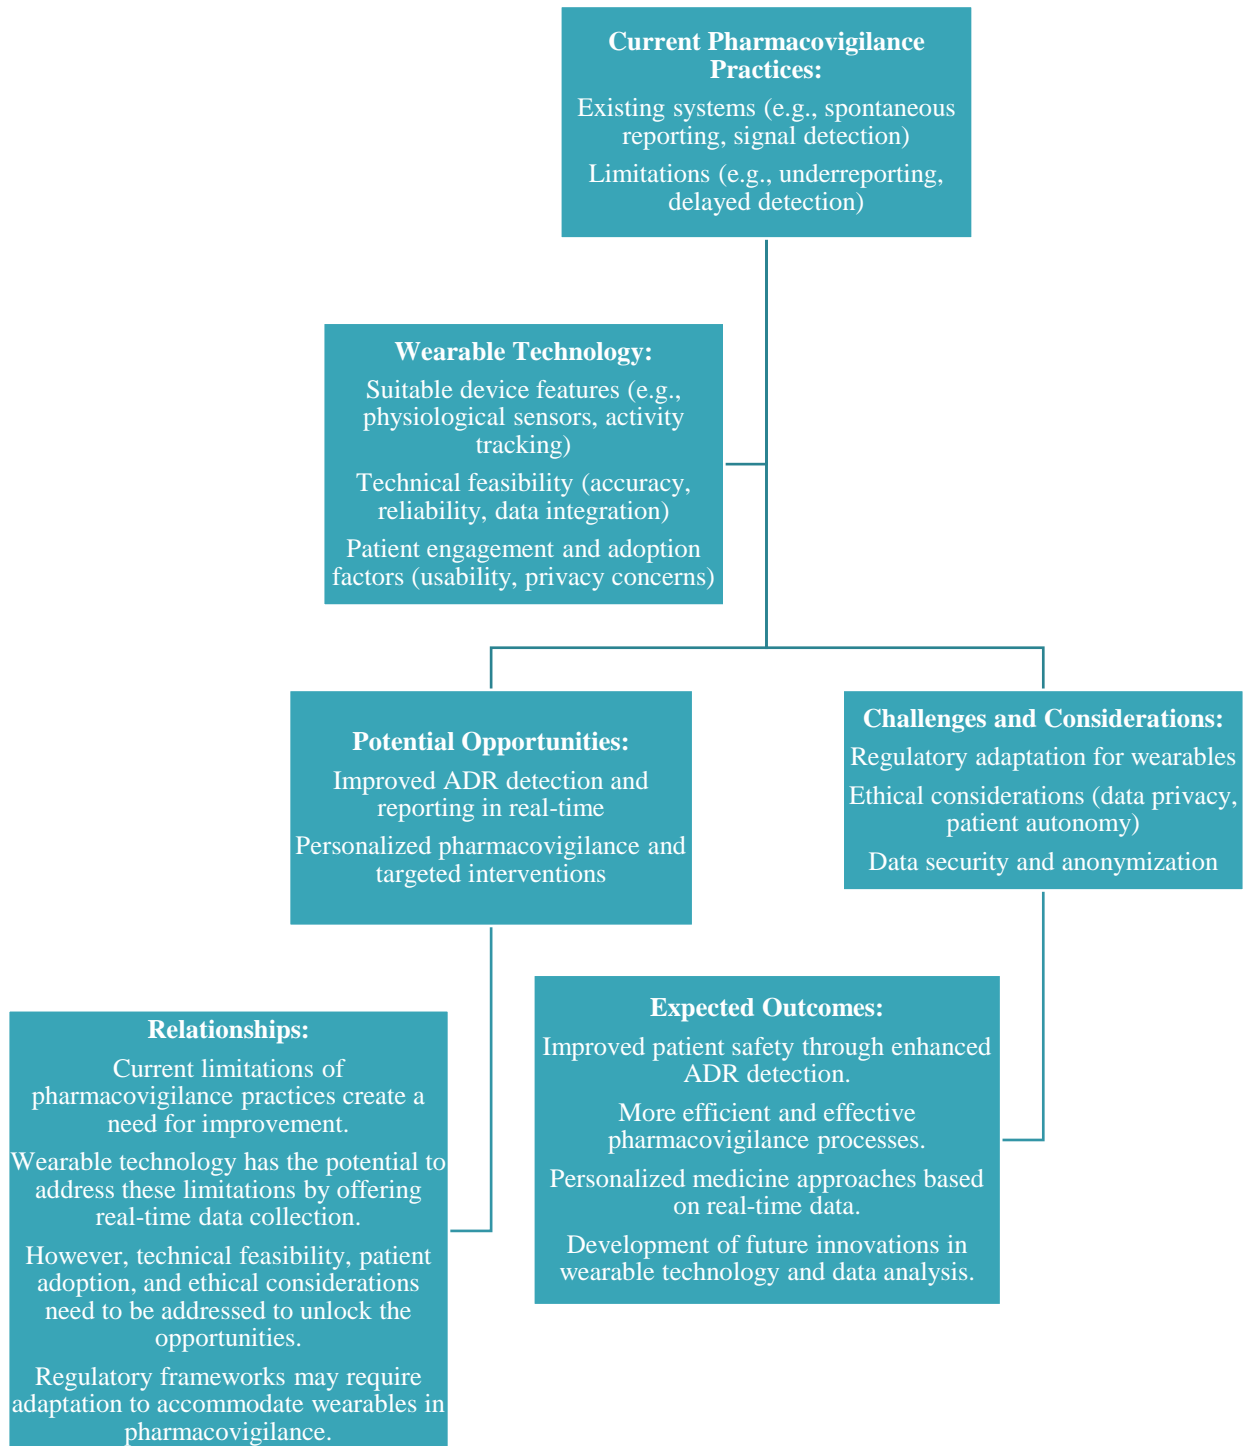 Current Pharmacovigilance
Practices:
Existing systems (e.g., spontaneous
reporting, signal detection)
Limitations (e.g., underreporting,
delayed detection)
Wearable Technology:
Suitable device features (e.g.,
physiological sensors, activity
tracking)
Technical feasibility (accuracy,
reliability, data integration)
Patient engagement and adoption
factors (usability, privacy concerns)
Potential Opportunities:
Improved ADR detection and
reporting in real-time
Personalized pharmacovigilance and
targeted interventions
Challenges and Considerations:
Regulatory adaptation for wearables
Ethical considerations (data privacy,
patient autonomy)
Data security and anonymization
Relationships:
Current limitations of
pharmacovigilance practices create a
need for improvement.
Wearable technology has the potential to
address these limitations by offering
real-time data collection.
However, technical feasibility, patient
adoption, and ethical considerations
need to be addressed to unlock the
opportunities.
Regulatory frameworks may require
adaptation to accommodate wearables in
pharmacovigilance.
Expected Outcomes:
Improved patient safety through enhanced
ADR detection.
More efficient and effective
pharmacovigilance processes.
Personalized medicine approaches based
on real-time data.
Development of future innovations in
wearable technology and data analysis.